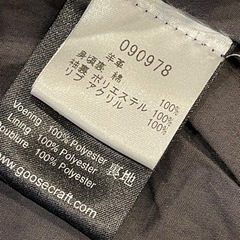 090978
羊革 100%
身頃裏、綿 100%
袖裏 ポリエステル 100%
リブ アクリル 100%
Voering: 100% Polyester
Lining : 100% Polyester
Doublure: 100% Polyester
裏地
www.goosecraft.com